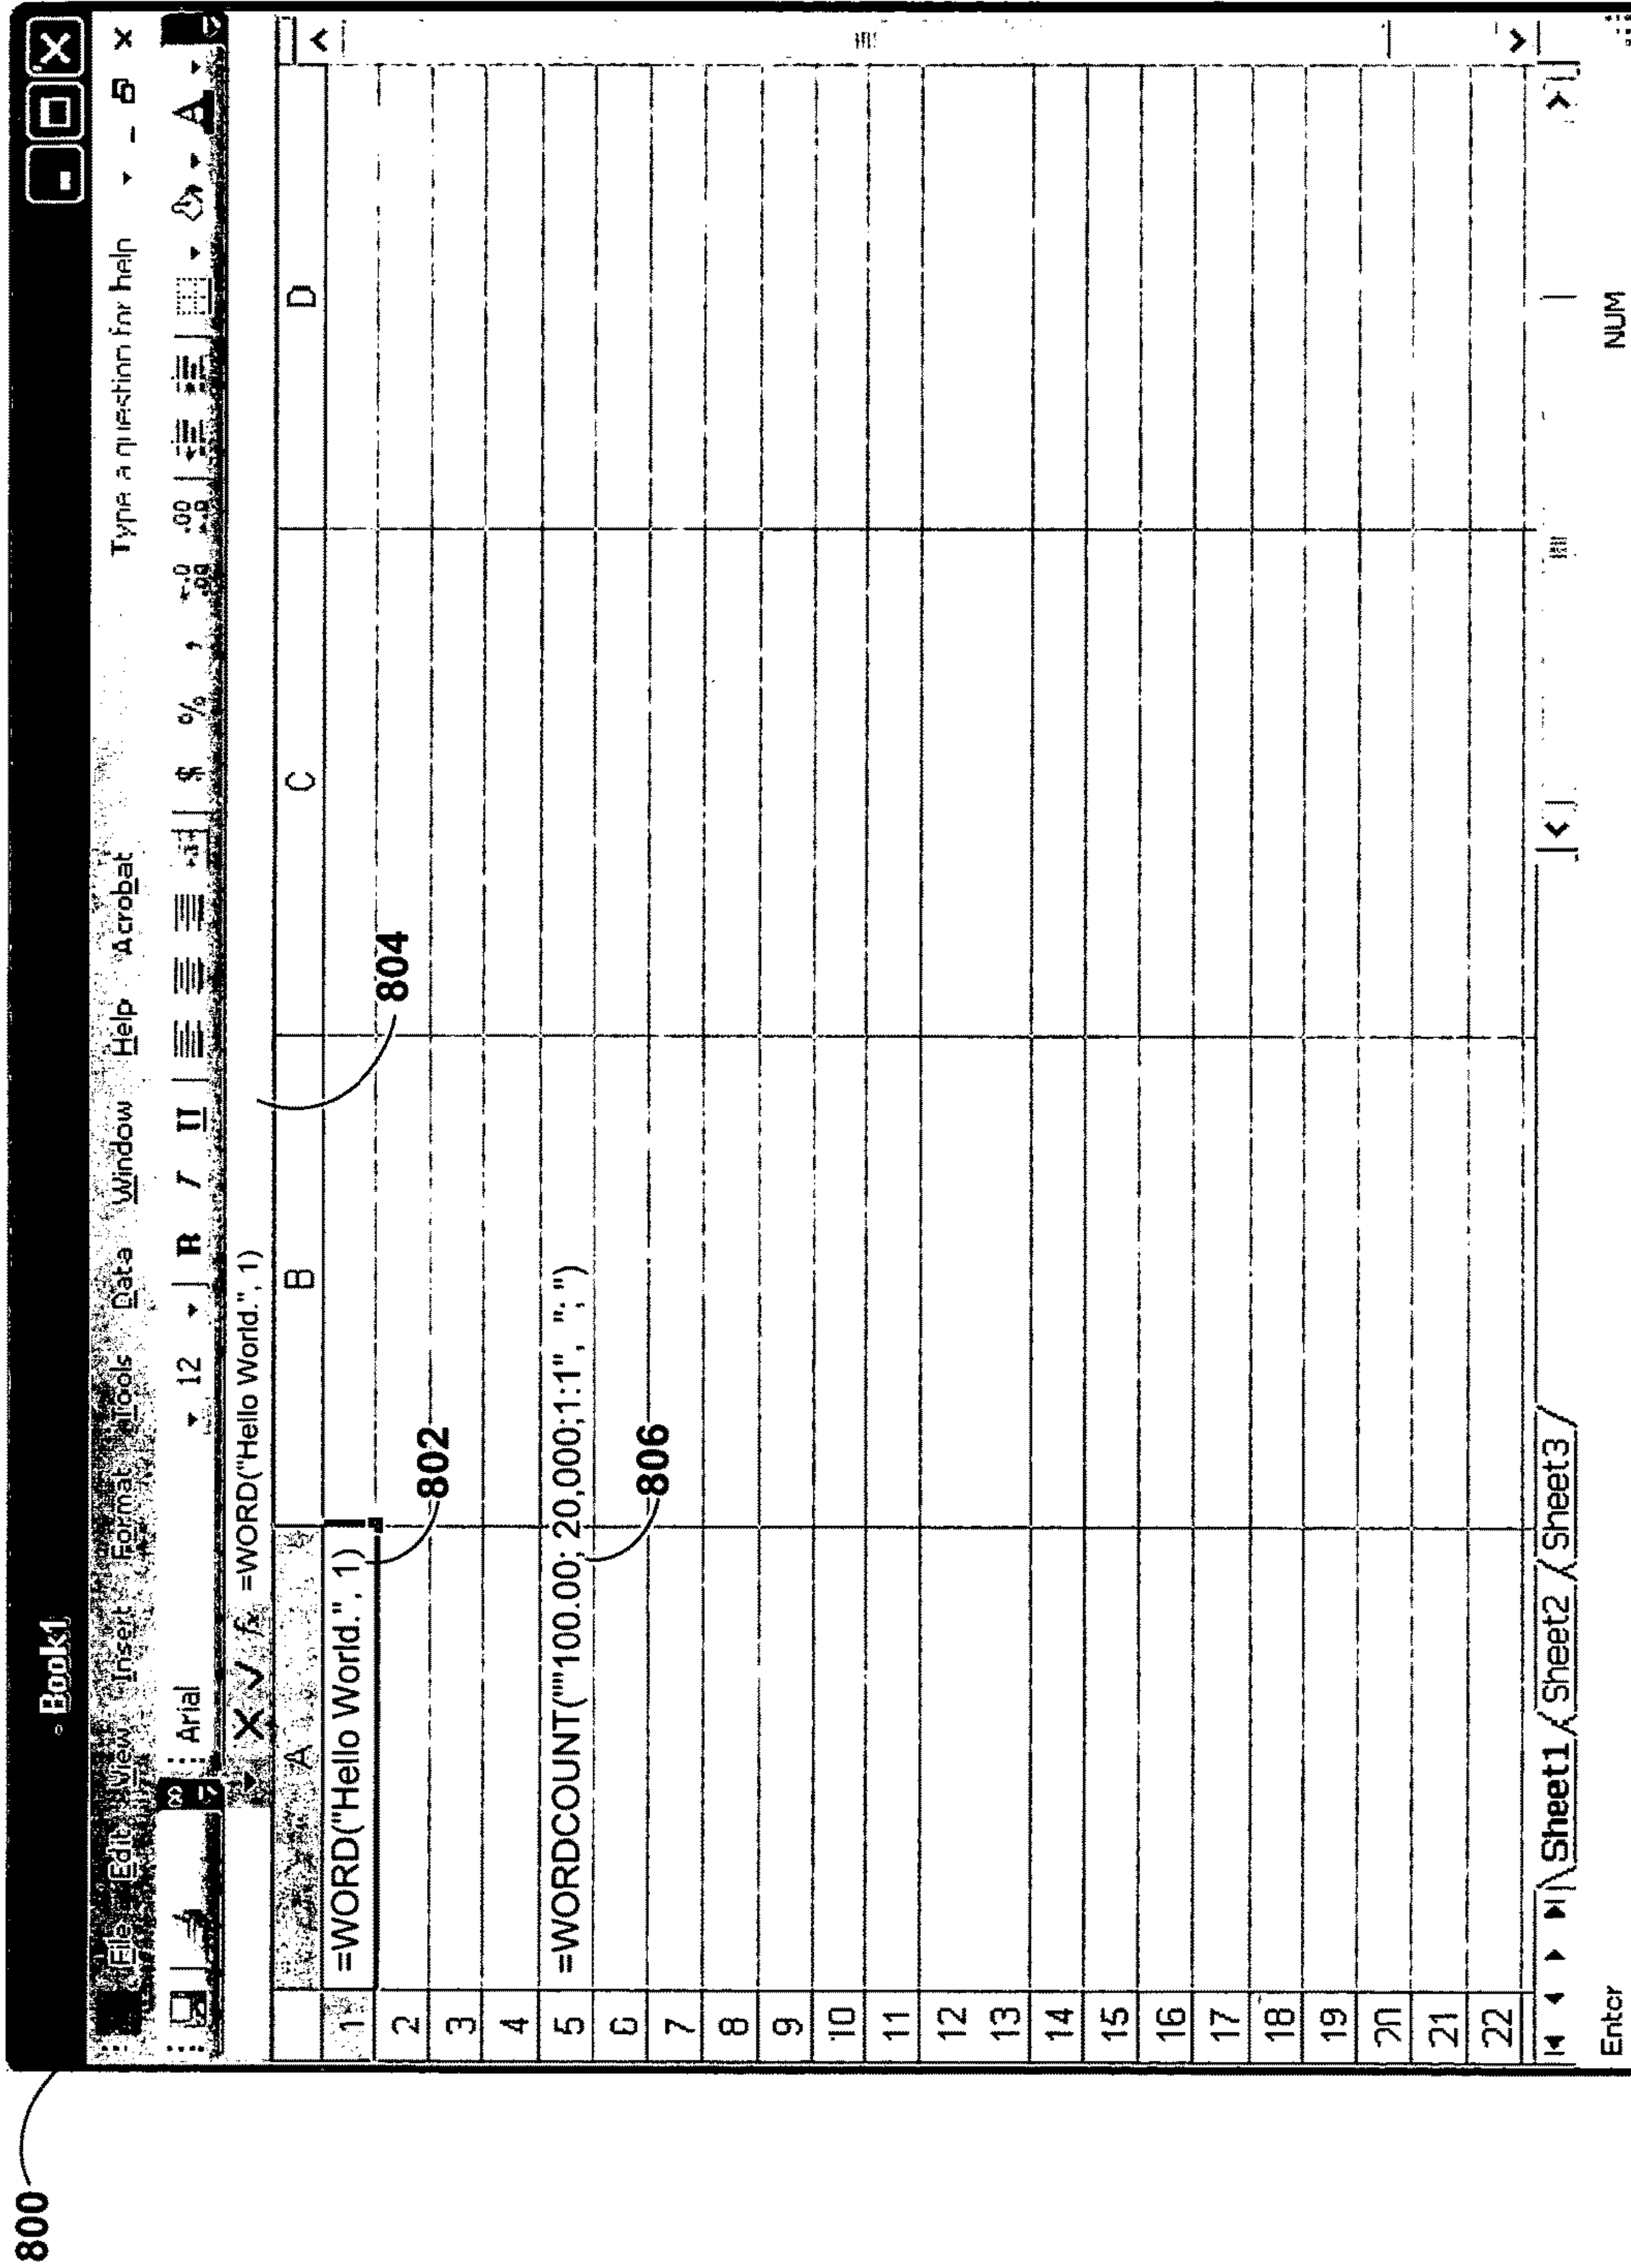 800
- Book1
File Edit View Insert Format Tools Data Window Help Acrobat Type a question for help
Arial 12 B I U $ % , .00
fx =WORD("Hello World.", 1)
804
A B C D
1 =WORD("Hello World.", 1)
802
2
3
4
5 =WORDCOUNT(""100.00; 20,000;1:1", "; ")
806
6
7
8
9
10
11
12
13
14
15
16
17
18
19
20
21
22
Sheet1 / Sheet2 / Sheet3 /
Enter NUM